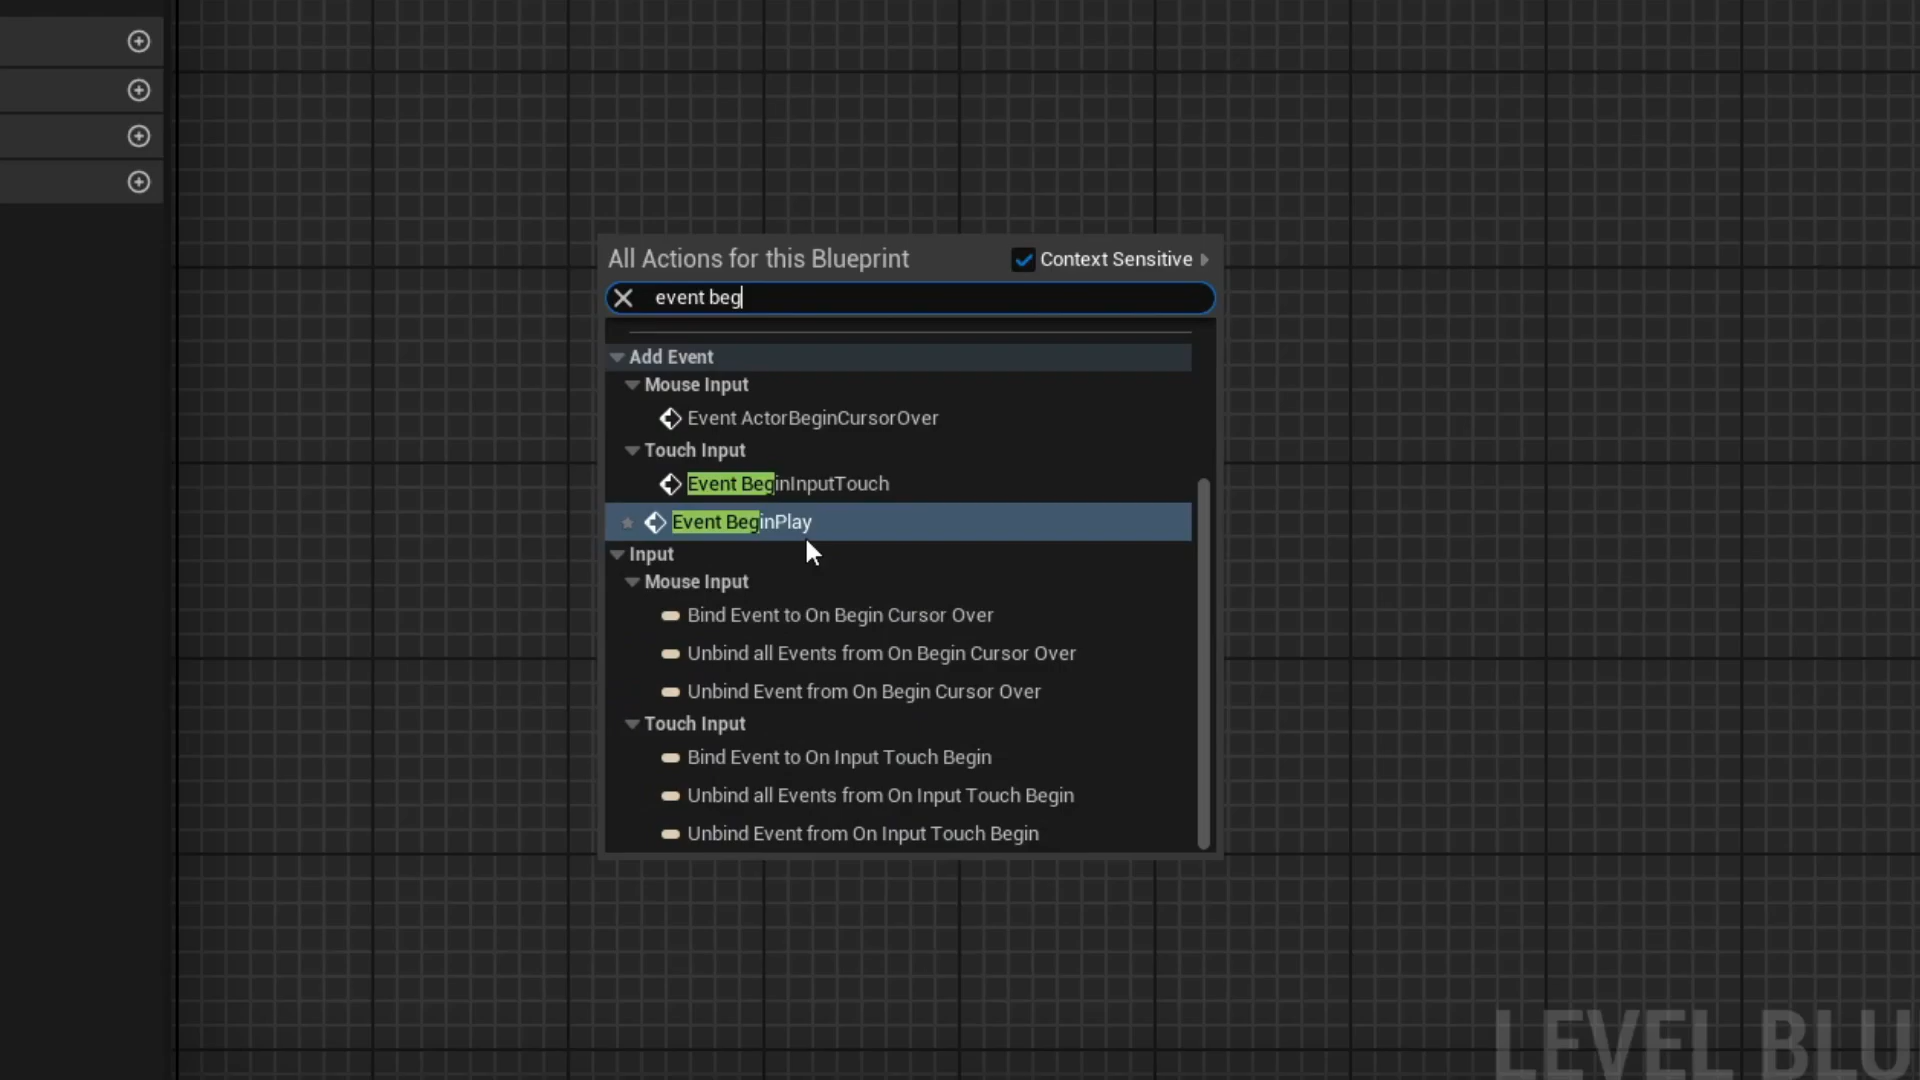 All Actions for this Blueprint
Context Sensitive
event beg
Add Event
Mouse Input
Event ActorBeginCursorOver
Touch Input
Event BeginInputTouch
Event BeginPlay
Input
Mouse Input
Bind Event to On Begin Cursor Over
Unbind all Events from On Begin Cursor Over
Unbind Event from On Begin Cursor Over
Touch Input
Bind Event to On Input Touch Begin
Unbind all Events from On Input Touch Begin
Unbind Event from On Input Touch Begin
LEVEL BLU